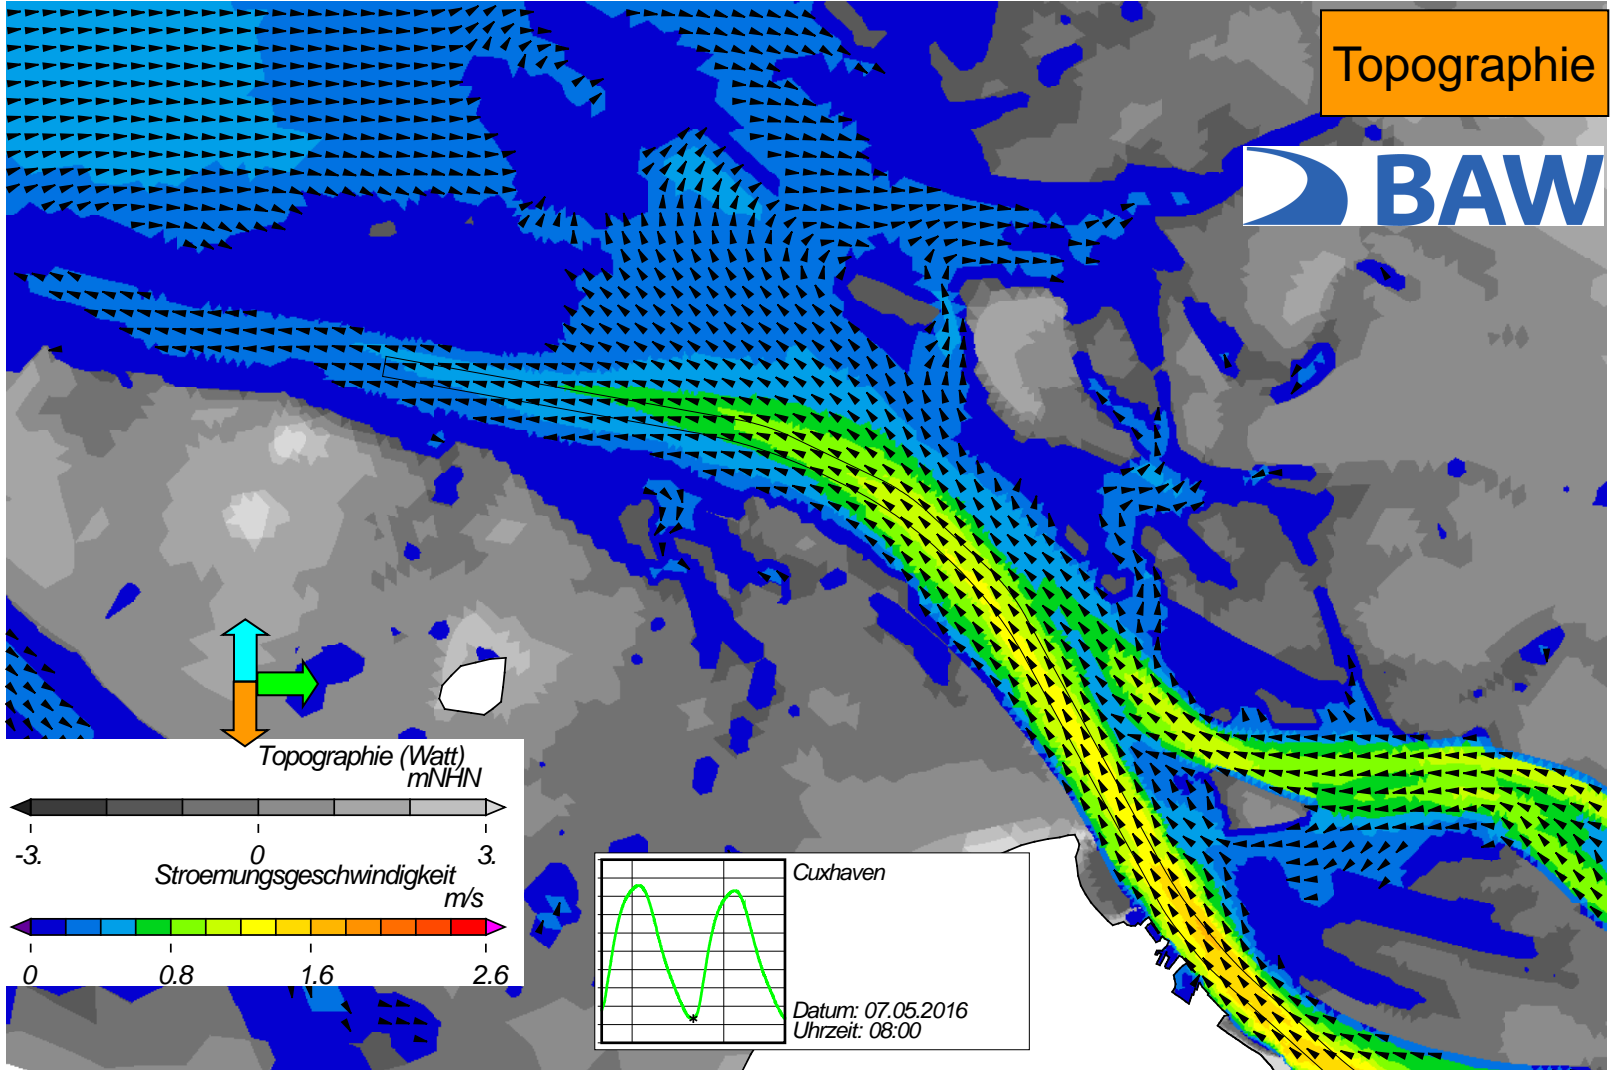 Topographie
BAW
Topographie (Watt)
mNHN
-3. 0 3.
Stroemungsgeschwindigkeit
m/s
0 0.8 1.6 2.6
Cuxhaven
Datum: 07.05.2016
Uhrzeit: 08:00